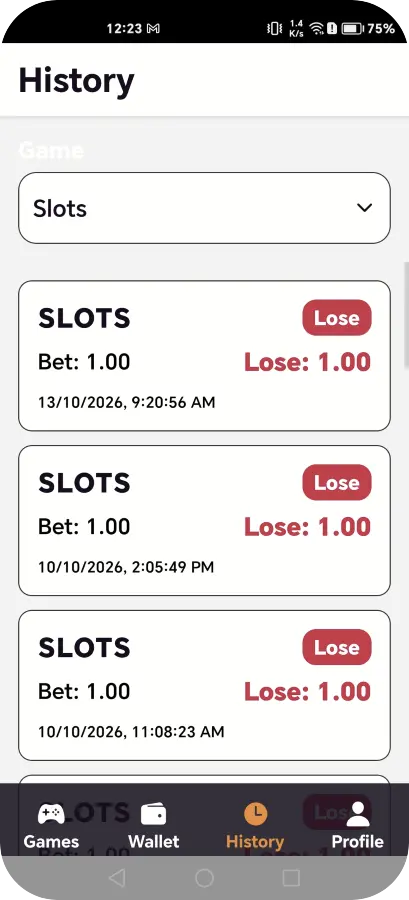 12:23
1.4 K/s 75%
History
Game
Slots
SLOTS Lose
Bet: 1.00 Lose: 1.00
13/10/2026, 9:20:56 AM
SLOTS Lose
Bet: 1.00 Lose: 1.00
10/10/2026, 2:05:49 PM
SLOTS Lose
Bet: 1.00 Lose: 1.00
10/10/2026, 11:08:23 AM
SLOTS Lose
Games Wallet History Profile